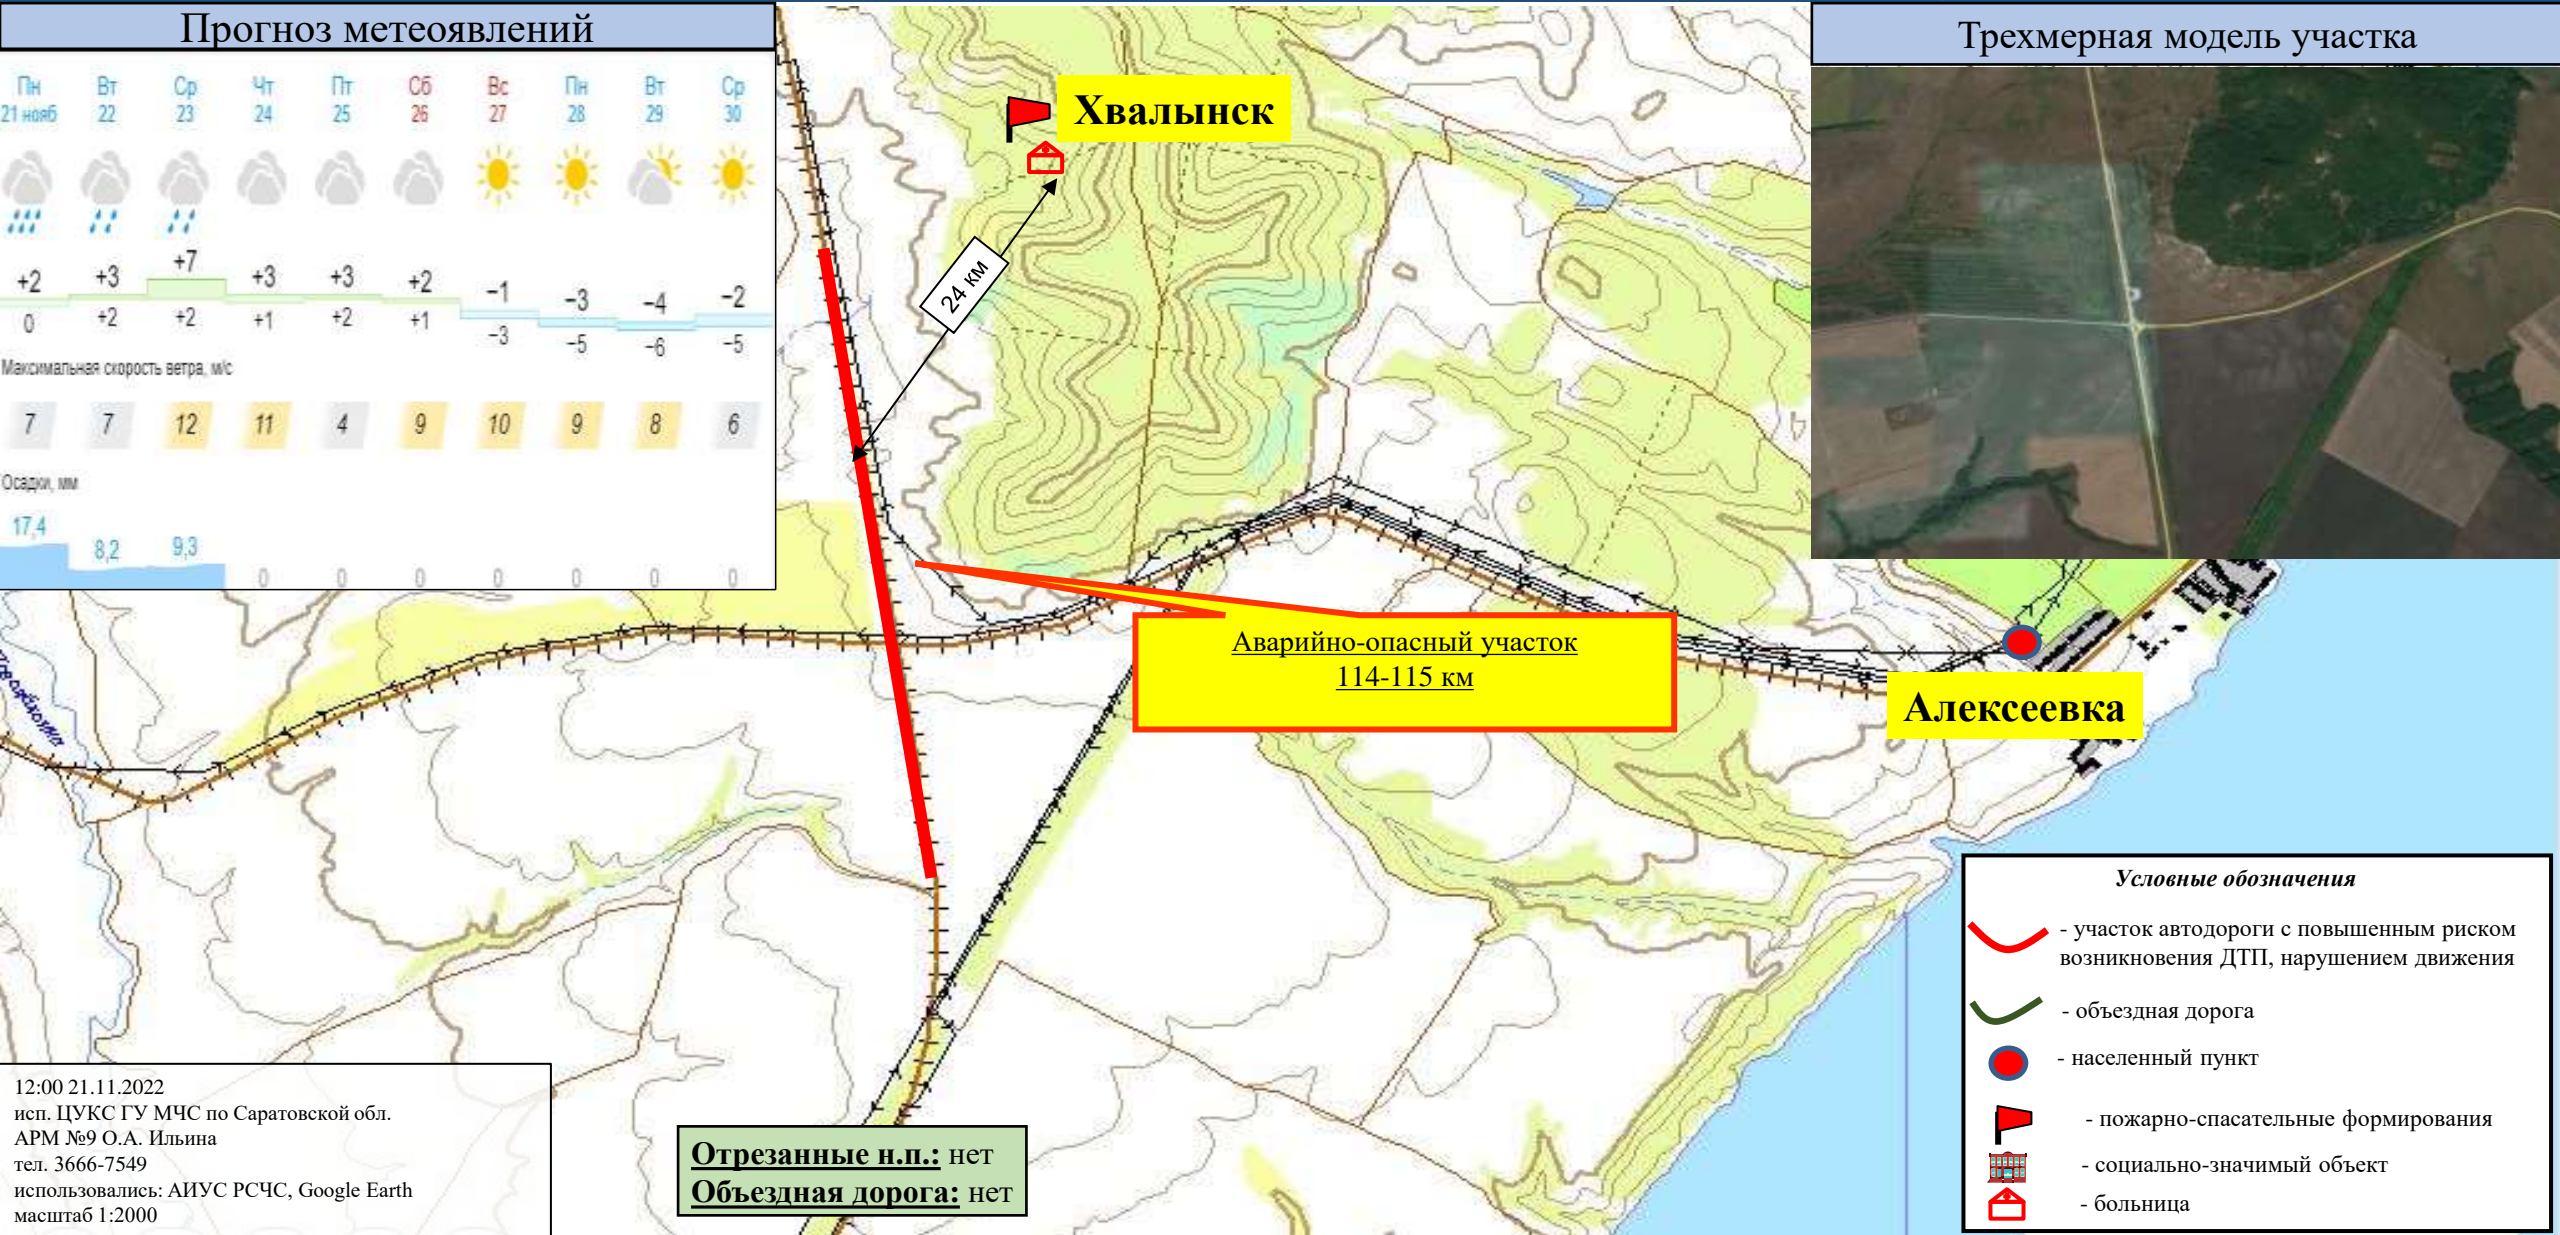 Прогноз метеоявлений
Пн Вт Ср Чт Пт Сб Вс Пн Вт Ср
21 нояб 22 23 24 25 26 27 28 29 30
+2 +3 +7 +3 +3 +2 −1 −3 −4 −2
0 +2 +2 +1 +2 +1 −3 −5 −6 −5
Максимальная скорость ветра, м/с
7 7 12 11 4 9 10 9 8 6
Осадки, мм
17,4 8,2 9,3 0 0 0 0 0 0 0
Хвалынск
24 км
Трехмерная модель участка
Аварийно-опасный участок
114-115 км
Алексеевка
Условные обозначения
- участок автодороги с повышенным риском
возникновения ДТП, нарушением движения
- объездная дорога
- населенный пункт
- пожарно-спасательные формирования
- социально-значимый объект
- больница
12:00 21.11.2022
исп. ЦУКС ГУ МЧС по Саратовской обл.
АРМ №9 О.А. Ильина
тел. 3666-7549
использовались: АИУС РСЧС, Google Earth
масштаб 1:2000
Отрезанные н.п.: нет
Объездная дорога: нет